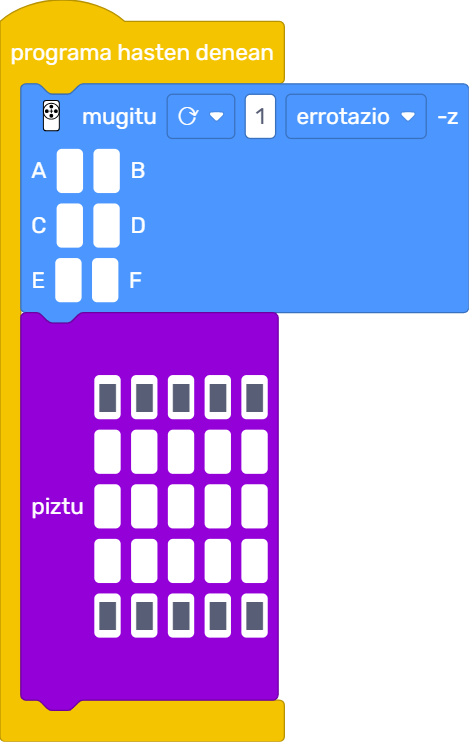 programa hasten denean
mugitu 1 errotazio -z
A B
C D
E F
piztu